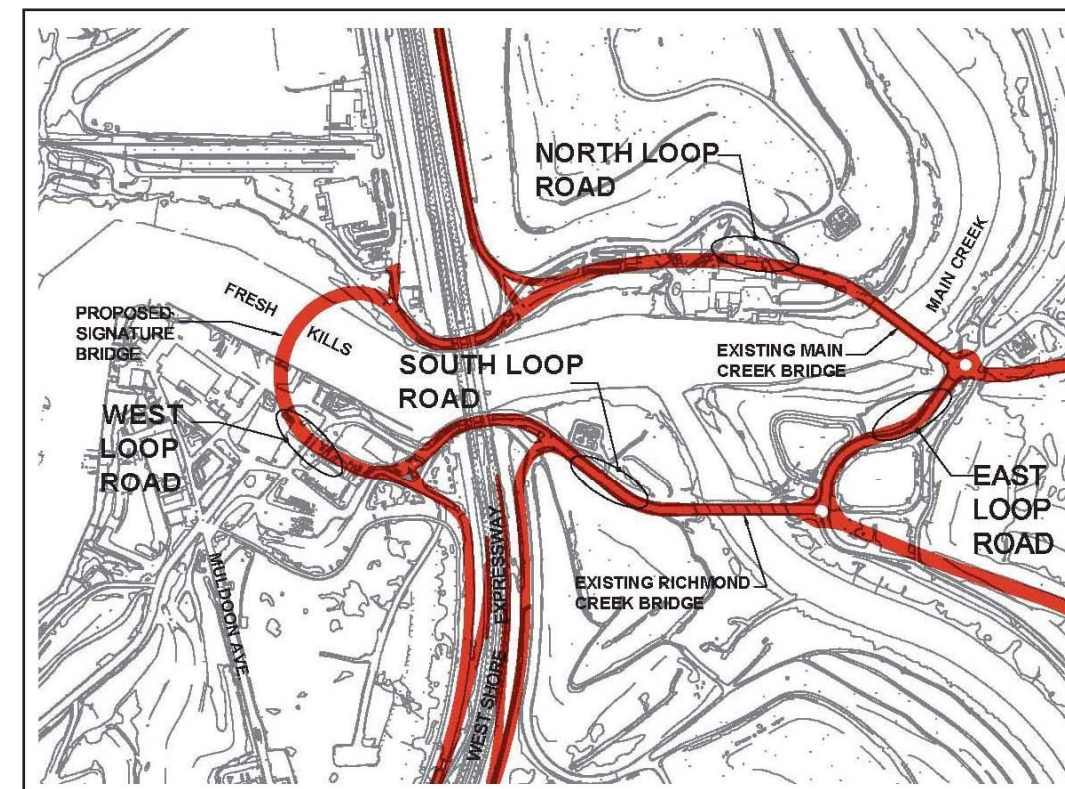 NORTH LOOP
ROAD
MAIN CREEK
FRESH
KILLS
PROPOSED
SIGNATURE
BRIDGE
EXISTING MAIN
CREEK BRIDGE
SOUTH LOOP
ROAD
WEST
LOOP
ROAD
EAST
LOOP
ROAD
EXISTING RICHMOND
CREEK BRIDGE
MULDOON AVE
WEST SHORE EXPRESSWAY